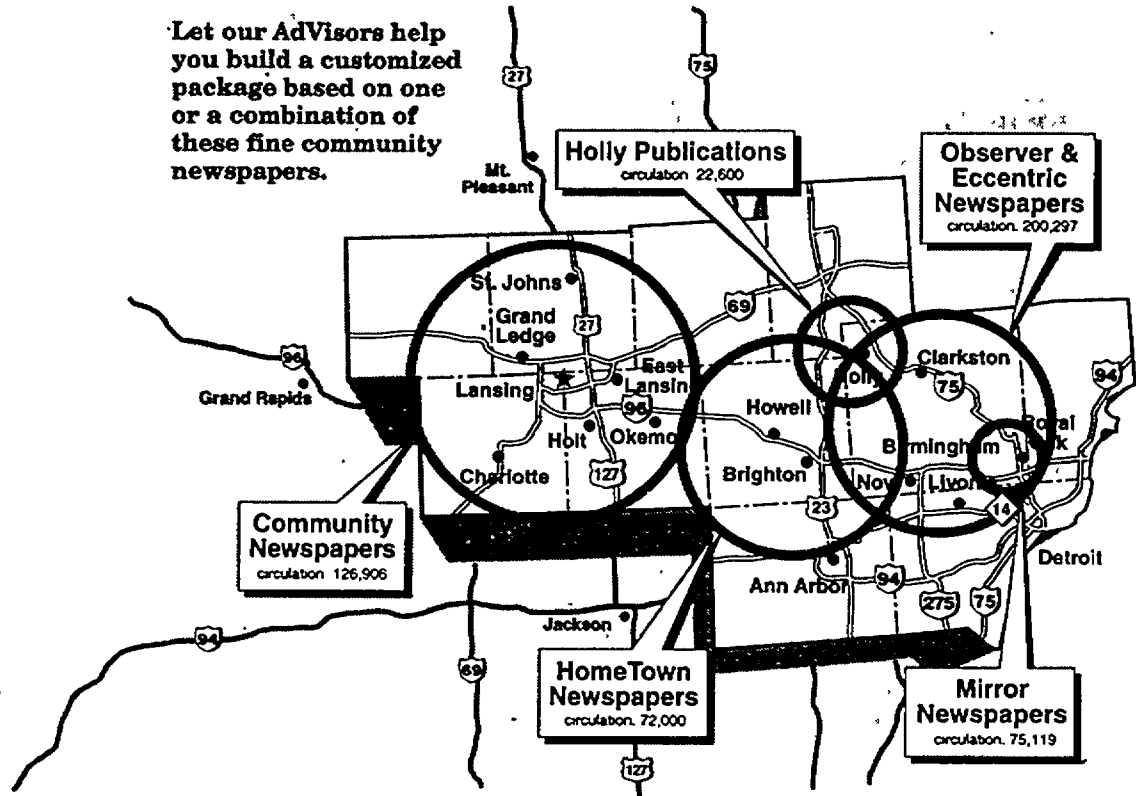 Let our AdVisors help
you build a customized
package based on one
or a combination of
these fine community
newspapers.
27
75
Mt.
Pleasant
Holly Publications
circulation 22,600
Observer &
Eccentric
Newspapers
circulation. 200,297
St. Johns
Grand
Ledge
27
69
96
Grand Rapids
Lansing
East
Lansin
96
Holt
Okemo
Charlotte
127
Howell
Brighton
23
Clarkston
75
94
Birmingham
Royal
Livon
14
Detroit
Ann Arbor
94
275
75
Community
Newspapers
circulation 126,906
Jackson
94
69
127
HomeTown
Newspapers
circulation. 72,000
Mirror
Newspapers
circulation. 75,119